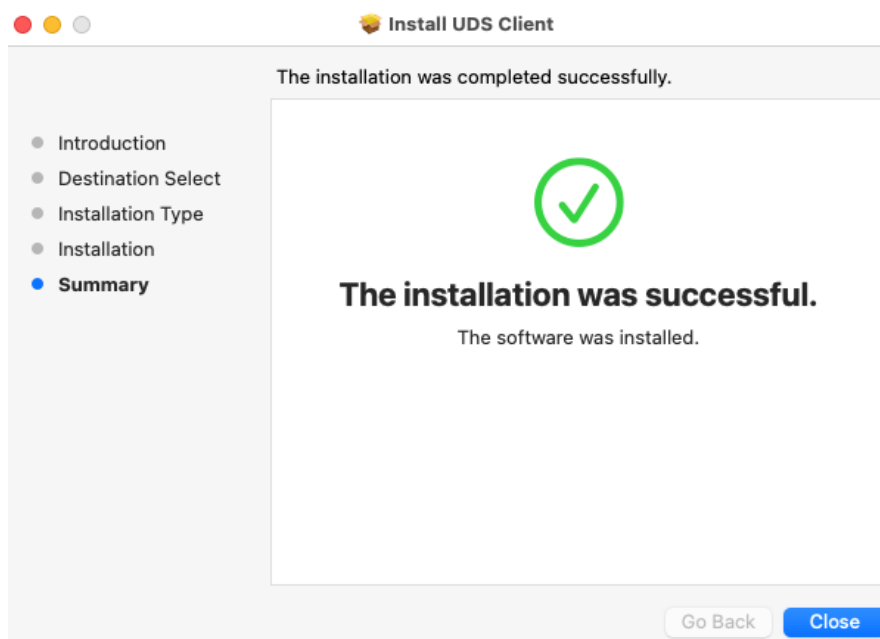 Install UDS Client
The installation was completed successfully.
Introduction
Destination Select
Installation Type
Installation
Summary
The installation was successful.
The software was installed.
Go Back
Close